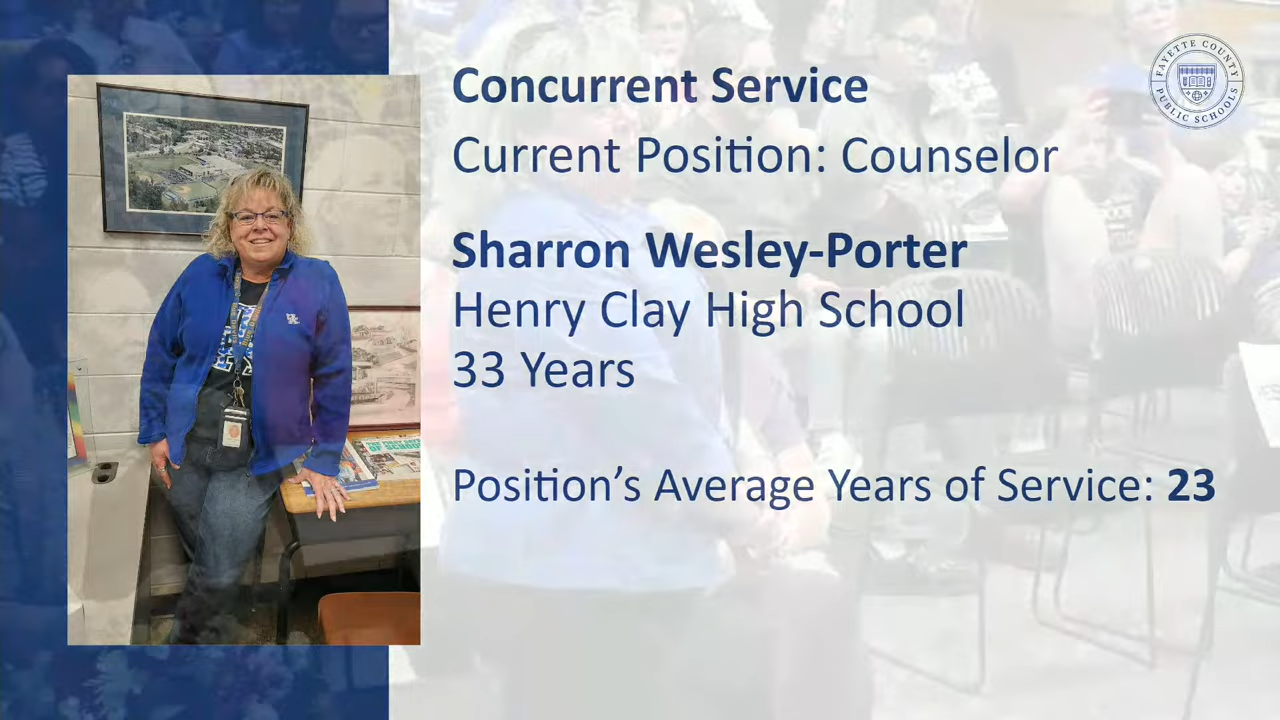 Concurrent Service
Current Position: Counselor
Sharron Wesley-Porter
Henry Clay High School
33 Years
Position's Average Years of Service: 23
FAYETTE COUNTY
PUBLIC SCHOOLS